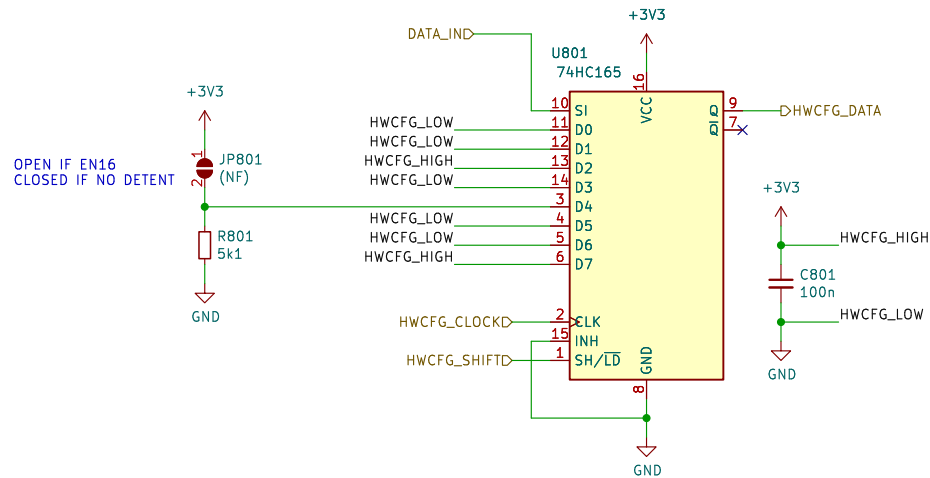 +3V3
DATA_IN
U801
74HC165
16
VCC
+3V3
10
SI
Q
9
HWCFG_DATA
HWCFG_LOW
11
D0
Q
7
HWCFG_LOW
12
D1
1
JP801
(NF)
2
OPEN IF EN16
CLOSED IF NO DETENT
HWCFG_HIGH
13
D2
HWCFG_LOW
14
D3
3
D4
+3V3
HWCFG_LOW
4
D5
R801
5k1
HWCFG_LOW
5
D6
HWCFG_HIGH
HWCFG_HIGH
6
D7
C801
100n
GND
HWCFG_CLOCK
2
CLK
HWCFG_LOW
15
INH
HWCFG_SHIFT
1
SH/LD
GND
GND
8
GND